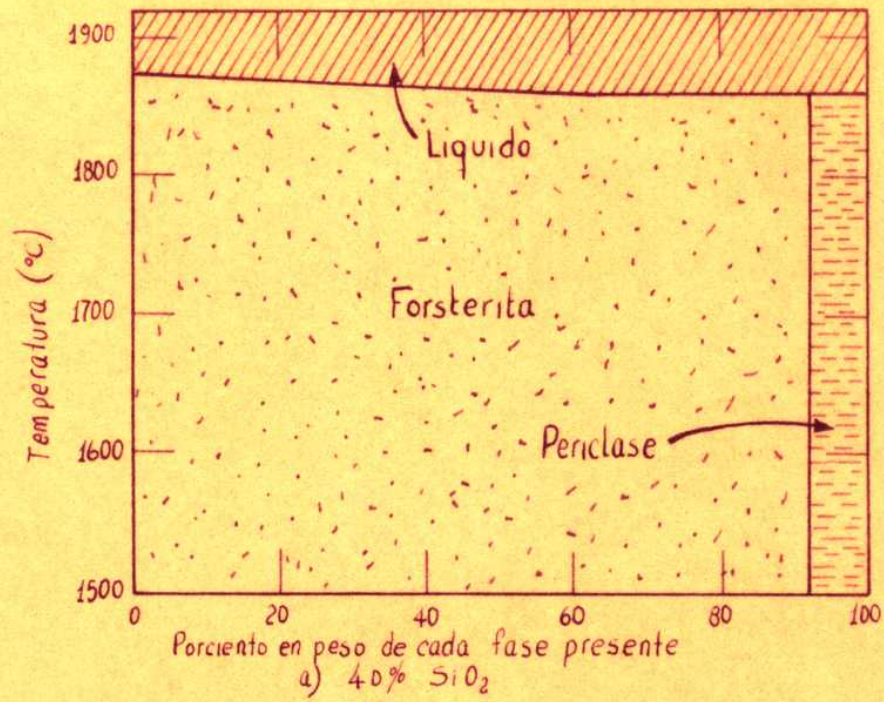 1900
Liquido
1800
Temperatura (°C)
1700
Forsterita
1600
Periclase
1500
0 20 40 60 80 100
Porciento en peso de cada fase presente
a) 40% SiO₂